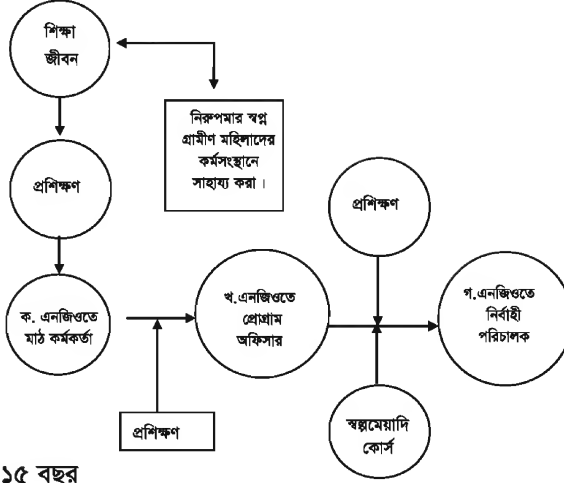 শিক্ষা
জীবন
নিরুপমার স্বপ্ন
গ্রামীণ মহিলাদের
কর্মসংস্থানে
সাহায্য করা।
প্রশিক্ষণ
প্রশিক্ষণ
ক. এনজিওতে
মাঠ কর্মকর্তা
খ.এনজিওতে
প্রোগ্রাম
অফিসার
গ.এনজিওতে
নির্বাহী
পরিচালক
প্রশিক্ষণ
স্বল্পমেয়াদি
কোর্স
১৫ বছর